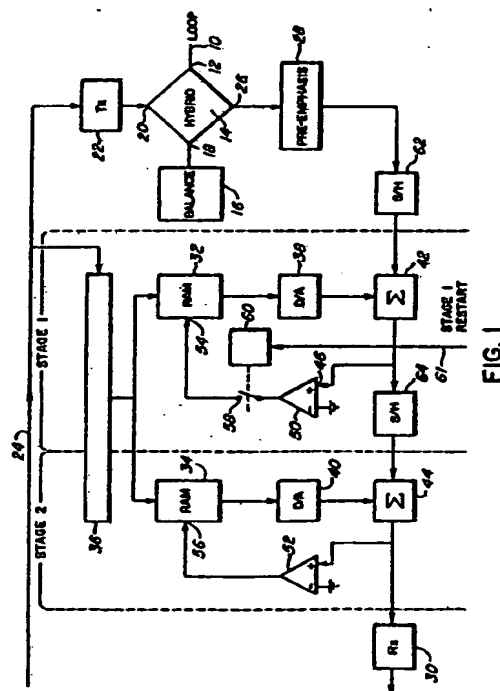 24
STAGE 2
STAGE 1
36
Tx
22
20
HYBRID
LOOP
10
12
14
18
26
BALANCE
16
PRE-EMPHASIS
28
S/H
62
RAM
34
56
RAM
32
54
D/A
40
D/A
38
60
58
52
+
-
50
46
+
-
Σ
44
Σ
42
S/H
64
61
STAGE 1
RESTART
Rx
30
FIG. 1